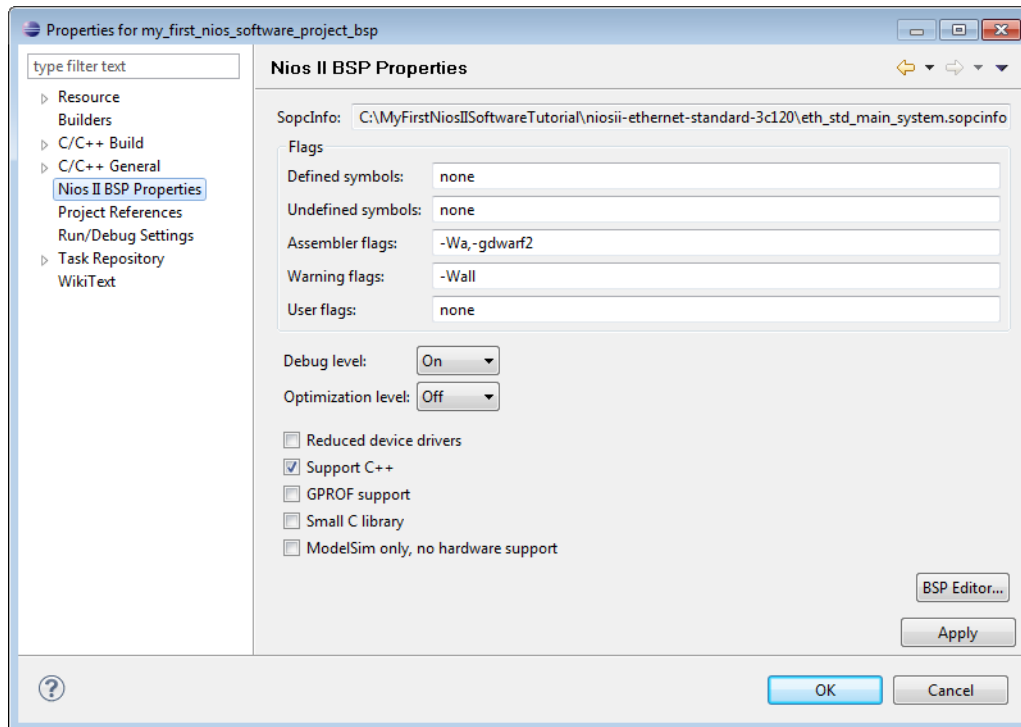 Properties for my_first_nios_software_project_bsp
type filter text
Resource
Builders
C/C++ Build
C/C++ General
Nios II BSP Properties
Project References
Run/Debug Settings
Task Repository
WikiText
Nios II BSP Properties
SopcInfo: C:\MyFirstNiosIISoftwareTutorial\niosii-ethernet-standard-3c120\eth_std_main_system.sopcinfo
Flags
Defined symbols: none
Undefined symbols: none
Assembler flags: -Wa,-gdwarf2
Warning flags: -Wall
User flags: none
Debug level: On
Optimization level: Off
Reduced device drivers
Support C++
GPROF support
Small C library
ModelSim only, no hardware support
BSP Editor...
Apply
?
OK Cancel